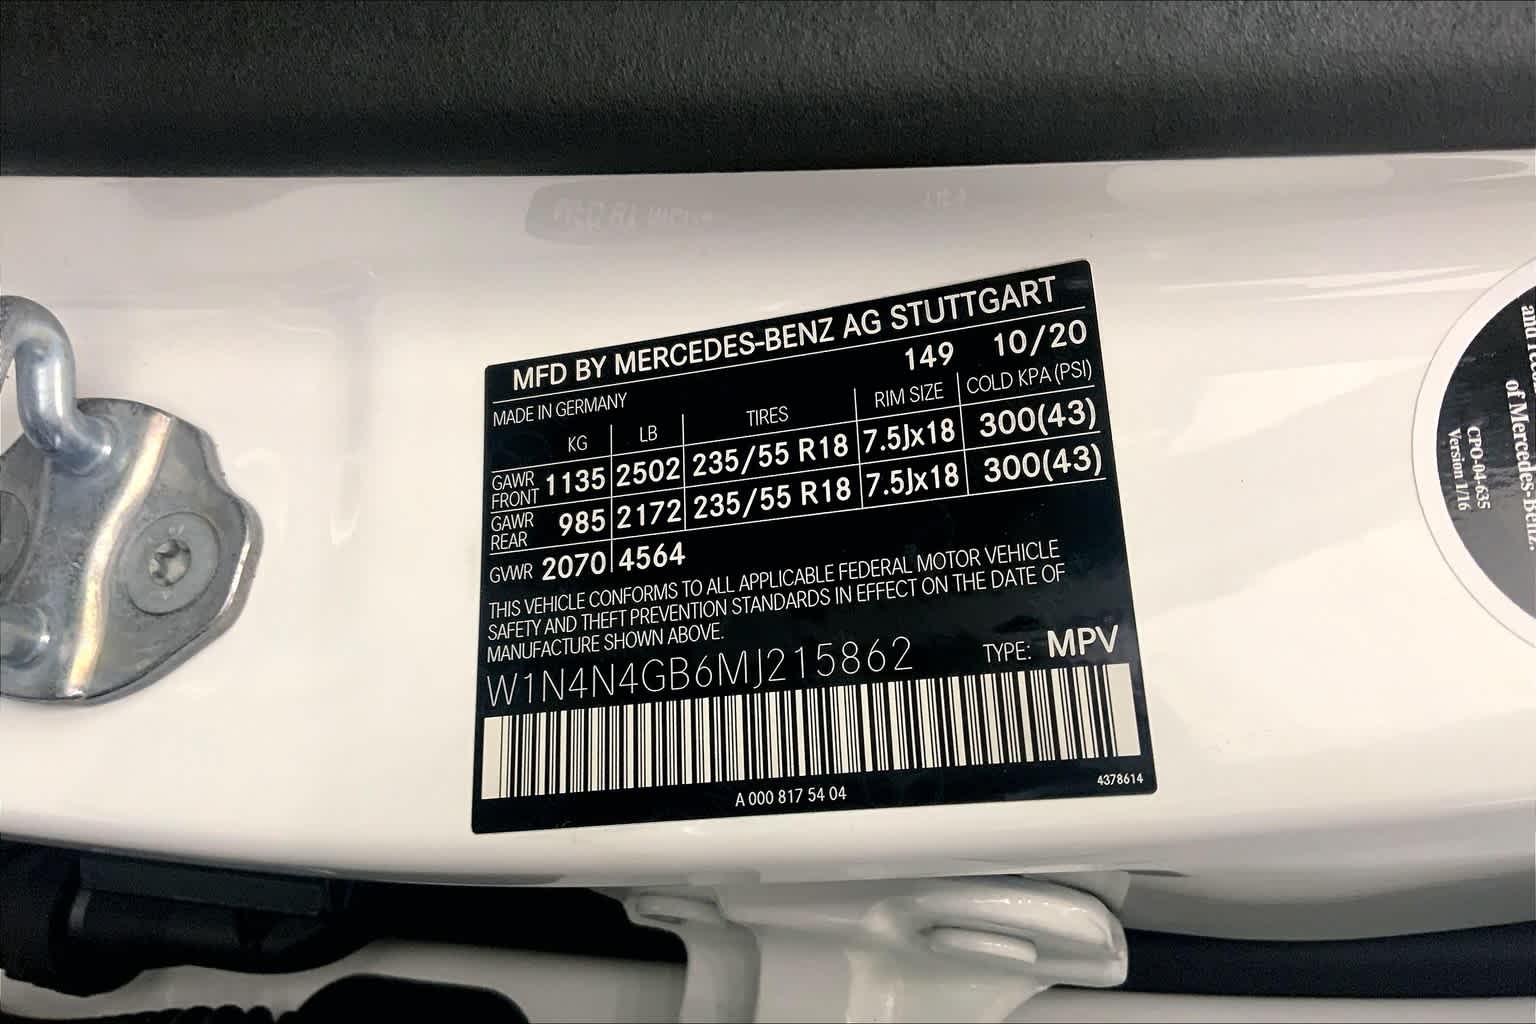 MFD BY MERCEDES-BENZ AG STUTTGART
149 10/20
MADE IN GERMANY
KG LB TIRES RIM SIZE COLD KPA (PSI)
GAWR FRONT 1135 2502 235/55 R18 7.5Jx18 300(43)
GAWR REAR 985 2172 235/55 R18 7.5Jx18 300(43)
GVWR 2070 4564
THIS VEHICLE CONFORMS TO ALL APPLICABLE FEDERAL MOTOR VEHICLE
SAFETY AND THEFT PREVENTION STANDARDS IN EFFECT ON THE DATE OF
MANUFACTURE SHOWN ABOVE.
W1N4N4GB6MJ215862 TYPE: MPV
4378614
A 000 817 54 04
of Mercedes-Benz.
CPO-04-635
Version 1/16